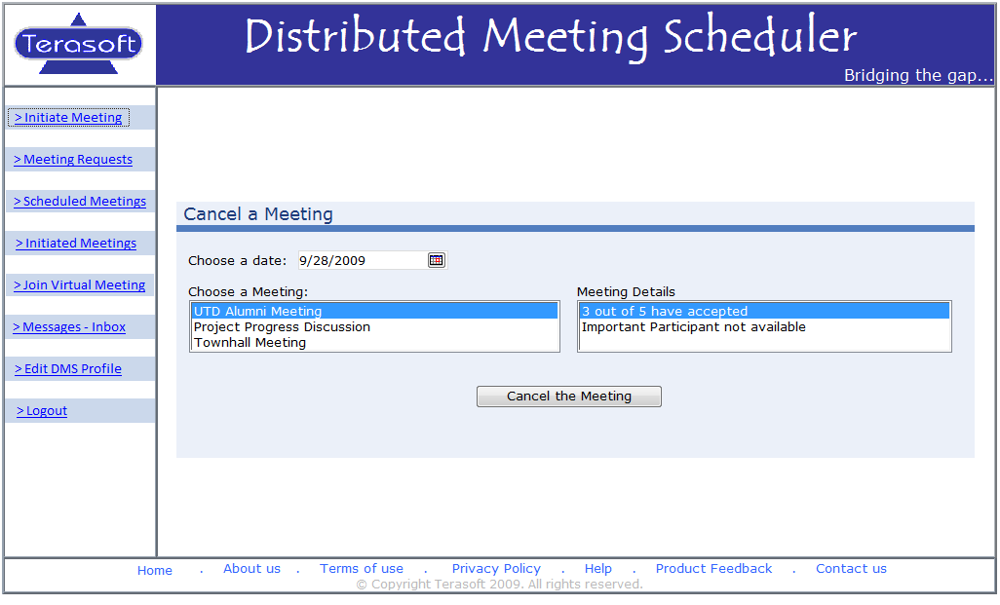 Terasoft
Distributed Meeting Scheduler
Bridging the gap...
> Initiate Meeting
> Meeting Requests
> Scheduled Meetings
> Initiated Meetings
> Join Virtual Meeting
> Messages - Inbox
> Edit DMS Profile
> Logout
Cancel a Meeting
Choose a date: 9/28/2009
Choose a Meeting:
UTD Alumni Meeting
Project Progress Discussion
Townhall Meeting
Meeting Details
3 out of 5 have accepted
Important Participant not available
Cancel the Meeting
Home . About us . Terms of use . Privacy Policy . Help . Product Feedback . Contact us
© Copyright Terasoft 2009. All rights reserved.